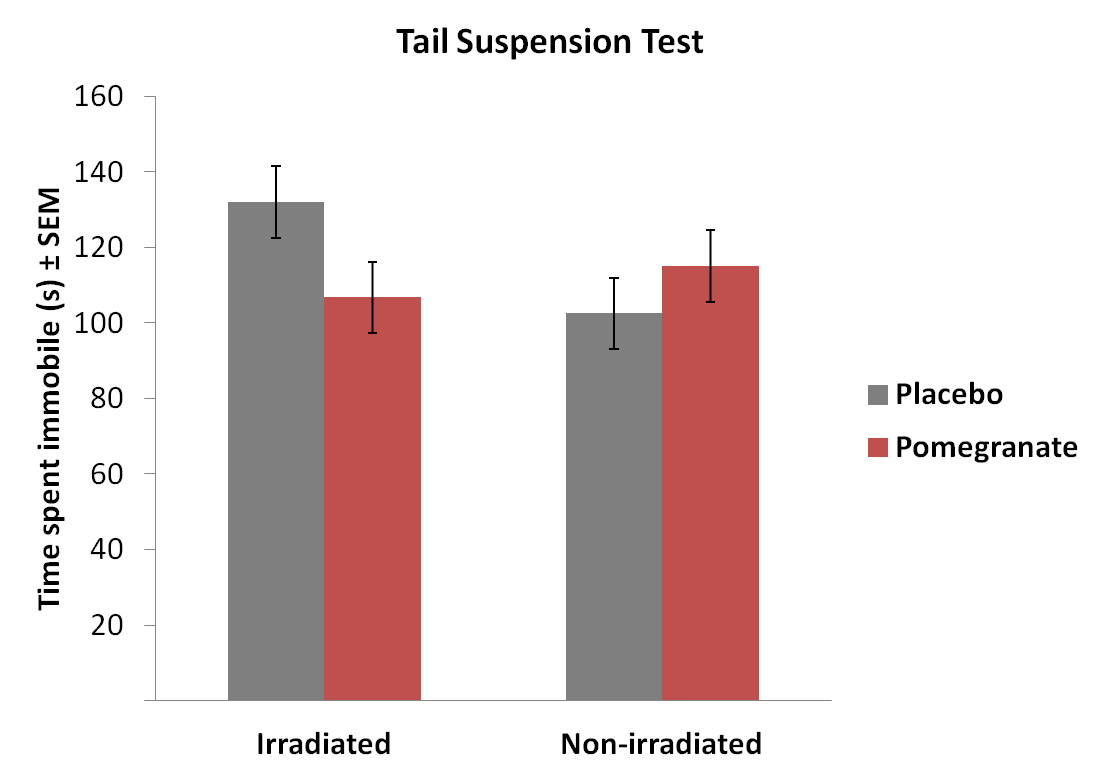 Tail Suspension Test
Time spent immobile (s) ± SEM
160
140
120
100
80
60
40
20
Irradiated
Non-irradiated
Placebo
Pomegranate